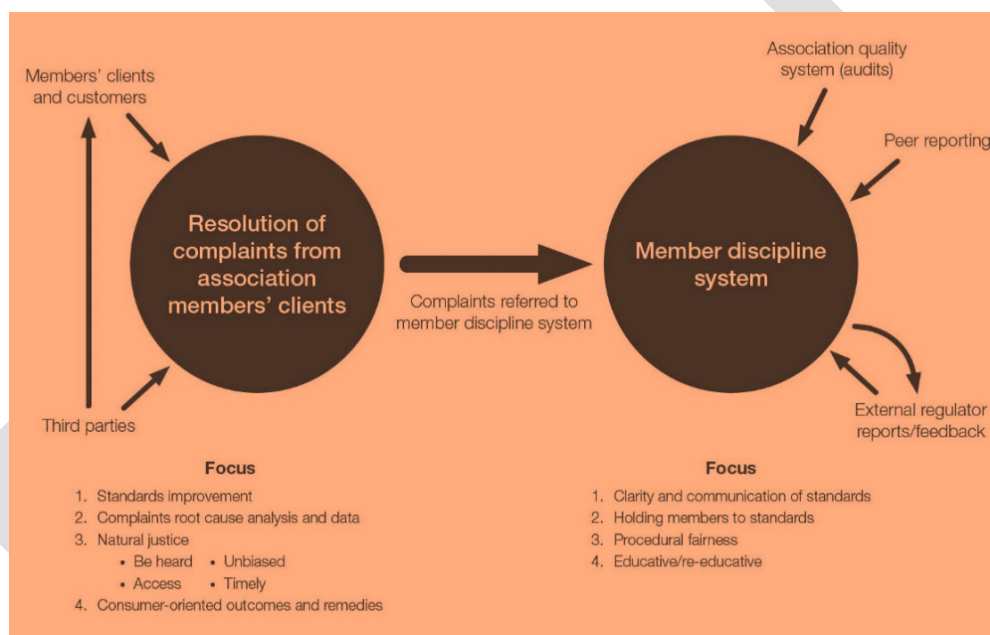 Members' clients
and customers
Resolution of
complaints from
association
members' clients
Third parties
Complaints referred to
member discipline system
Association quality
system (audits)
Peer reporting
Member discipline
system
External regulator
reports/feedback
Focus
1. Standards improvement
2. Complaints root cause analysis and data
3. Natural justice
• Be heard • Unbiased
• Access • Timely
4. Consumer-oriented outcomes and remedies
Focus
1. Clarity and communication of standards
2. Holding members to standards
3. Procedural fairness
4. Educative/re-educative